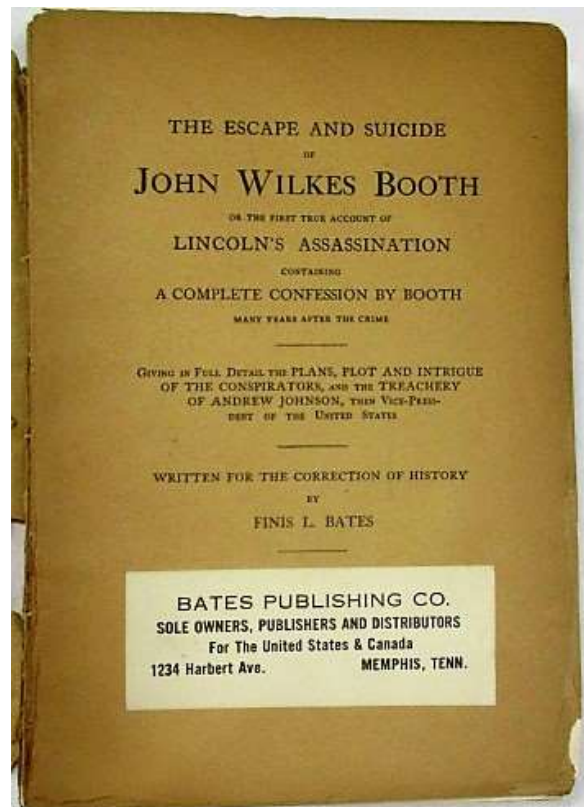 THE ESCAPE AND SUICIDE
OF
JOHN WILKES BOOTH
OR THE FIRST TRUE ACCOUNT OF
LINCOLN'S ASSASSINATION
CONTAINING
A COMPLETE CONFESSION BY BOOTH
MANY YEARS AFTER THE CRIME
GIVING IN FULL DETAIL THE PLANS, PLOT AND INTRIGUE
OF THE CONSPIRATORS, AND THE TREACHERY
OF ANDREW JOHNSON, THEN VICE-PRESI-
DENT OF THE UNITED STATES
WRITTEN FOR THE CORRECTION OF HISTORY
BY
FINIS L. BATES
BATES PUBLISHING CO.
SOLE OWNERS, PUBLISHERS AND DISTRIBUTORS
For The United States & Canada
1234 Harbert Ave. MEMPHIS, TENN.